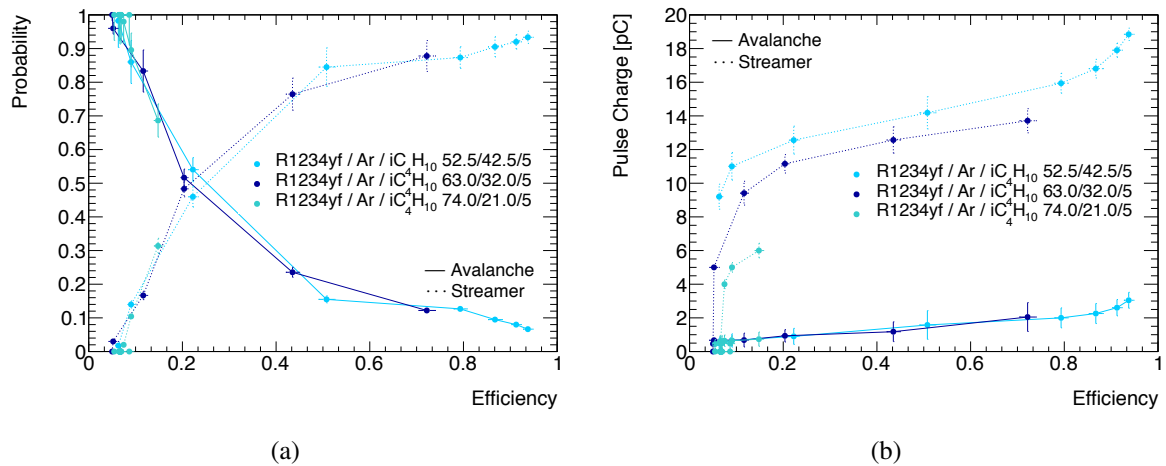 Probability
1
0.9
0.8
0.7
0.6
0.5
0.4
0.3
0.2
0.1
0
R1234yf / Ar / iC4H10 52.5/42.5/5
R1234yf / Ar / iC4H10 63.0/32.0/5
R1234yf / Ar / iC4H10 74.0/21.0/5
Avalanche
Streamer
0 0.2 0.4 0.6 0.8 1
Efficiency
(a)
Pulse Charge [pC]
20
18
16
14
12
10
8
6
4
2
0
Avalanche
Streamer
R1234yf / Ar / iC4H10 52.5/42.5/5
R1234yf / Ar / iC4H10 63.0/32.0/5
R1234yf / Ar / iC4H10 74.0/21.0/5
0 0.2 0.4 0.6 0.8 1
Efficiency
(b)